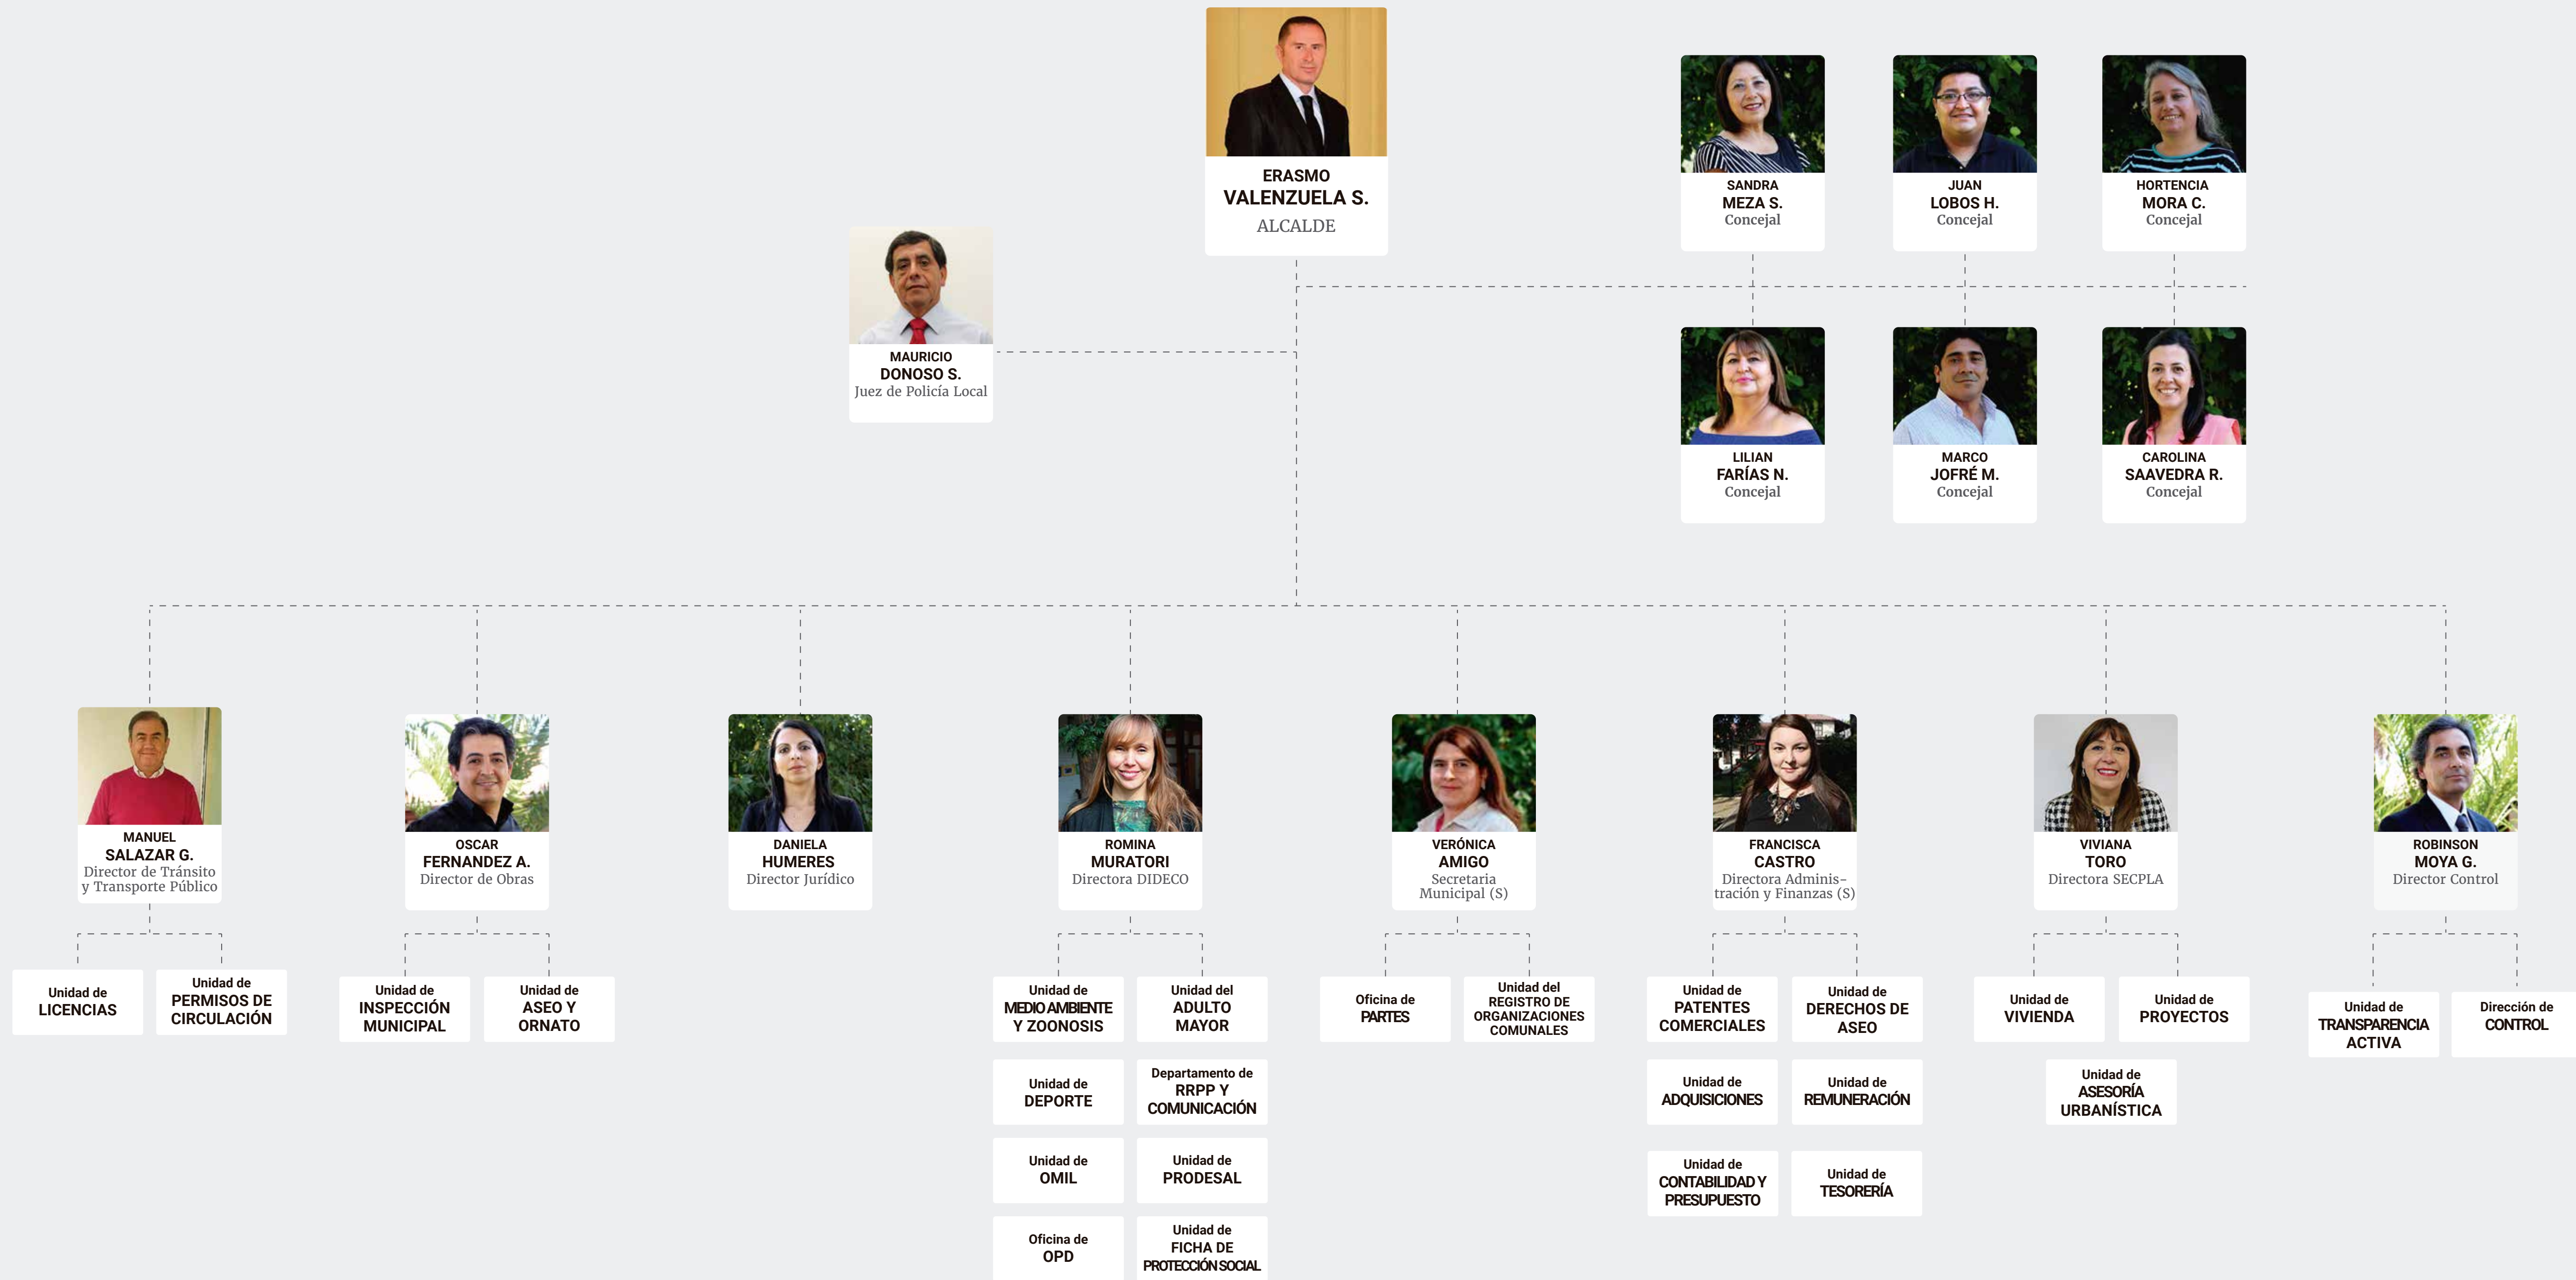 ERASMO
VALENZUELA S.
ALCALDE
SANDRA
MEZA S.
Concejal
JUAN
LOBOS H.
Concejal
HORTENCIA
MORA C.
Concejal
MAURICIO
DONOSO S.
Juez de Policía Local
LILIAN
FARÍAS N.
Concejal
MARCO
JOFRÉ M.
Concejal
CAROLINA
SAAVEDRA R.
Concejal
MANUEL
SALAZAR G.
Director de Tránsito
y Transporte Público
OSCAR
FERNANDEZ A.
Director de Obras
DANIELA
HUMERES
Director Jurídico
ROMINA
MURATORI
Directora DIDECO
VERÓNICA
AMIGO
Secretaria
Municipal (S)
FRANCISCA
CASTRO
Directora Adminis-
tración y Finanzas (S)
VIVIANA
TORO
Directora SECPLA
ROBINSON
MOYA G.
Director Control
Unidad de
LICENCIAS
Unidad de
PERMISOS DE
CIRCULACIÓN
Unidad de
INSPECCIÓN
MUNICIPAL
Unidad de
ASEO Y
ORNATO
Unidad de
MEDIO AMBIENTE
Y ZOONOSIS
Unidad del
ADULTO
MAYOR
Unidad de
DEPORTE
Departamento de
RRPP Y
COMUNICACIÓN
Unidad de
OMIL
Unidad de
PRODESAL
Oficina de
OPD
Unidad de
FICHA DE
PROTECCIÓN SOCIAL
Oficina de
PARTES
Unidad del
REGISTRO DE
ORGANIZACIONES
COMUNALES
Unidad de
PATENTES
COMERCIALES
Unidad de
DERECHOS DE
ASEO
Unidad de
ADQUISICIONES
Unidad de
REMUNERACIÓN
Unidad de
CONTABILIDAD Y
PRESUPUESTO
Unidad de
TESORERÍA
Unidad de
VIVIENDA
Unidad de
PROYECTOS
Unidad de
ASESORÍA
URBANÍSTICA
Unidad de
TRANSPARENCIA
ACTIVA
Dirección de
CONTROL